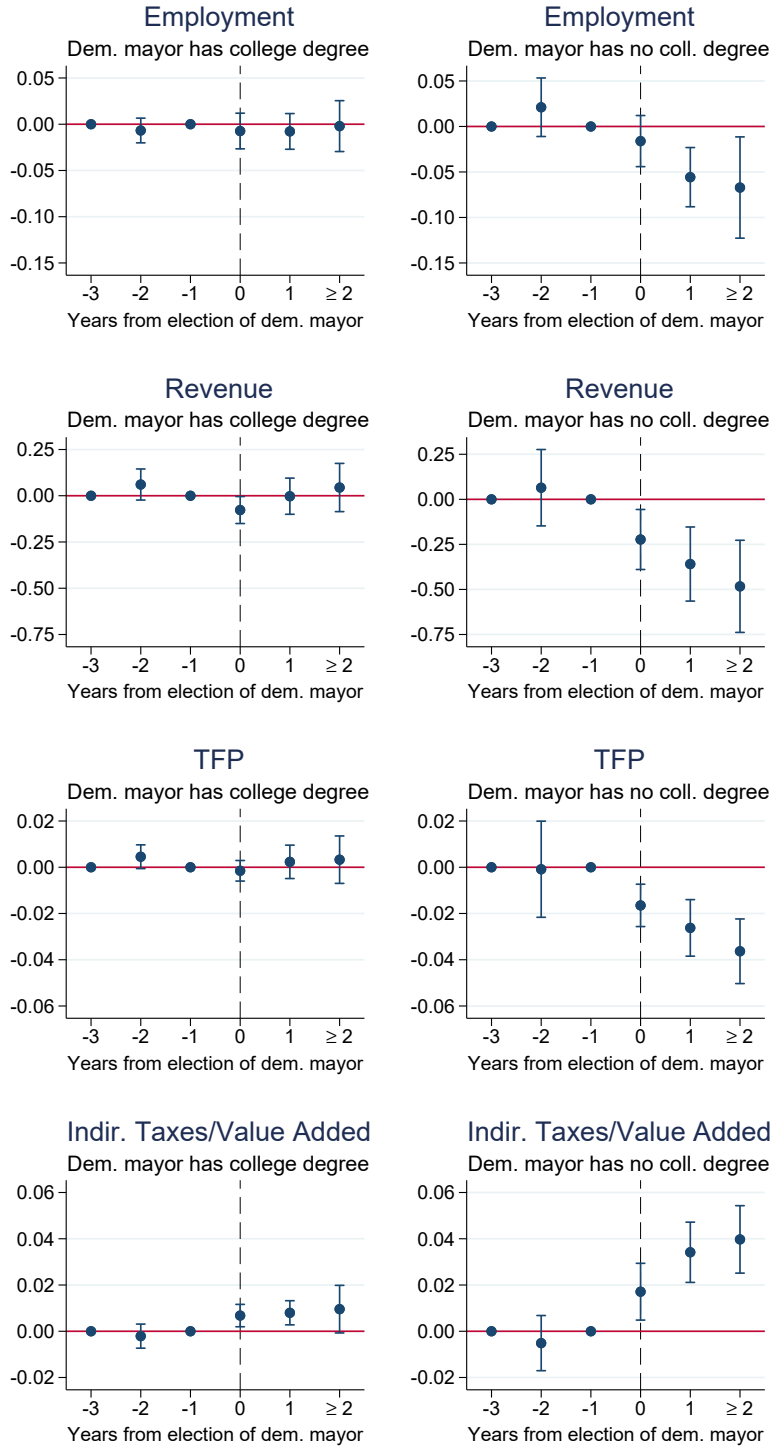 Employment
Dem. mayor has college degree
0.05
0.00
-0.05
-0.10
-0.15
-3 -2 -1 0 1 ≥ 2
Years from election of dem. mayor
Employment
Dem. mayor has no coll. degree
0.05
0.00
-0.05
-0.10
-0.15
-3 -2 -1 0 1 ≥ 2
Years from election of dem. mayor
Revenue
Dem. mayor has college degree
0.25
0.00
-0.25
-0.50
-0.75
-3 -2 -1 0 1 ≥ 2
Years from election of dem. mayor
Revenue
Dem. mayor has no coll. degree
0.25
0.00
-0.25
-0.50
-0.75
-3 -2 -1 0 1 ≥ 2
Years from election of dem. mayor
TFP
Dem. mayor has college degree
0.02
0.00
-0.02
-0.04
-0.06
-3 -2 -1 0 1 ≥ 2
Years from election of dem. mayor
TFP
Dem. mayor has no coll. degree
0.02
0.00
-0.02
-0.04
-0.06
-3 -2 -1 0 1 ≥ 2
Years from election of dem. mayor
Indir. Taxes/Value Added
Dem. mayor has college degree
0.06
0.04
0.02
0.00
-0.02
-3 -2 -1 0 1 ≥ 2
Years from election of dem. mayor
Indir. Taxes/Value Added
Dem. mayor has no coll. degree
0.06
0.04
0.02
0.00
-0.02
-3 -2 -1 0 1 ≥ 2
Years from election of dem. mayor